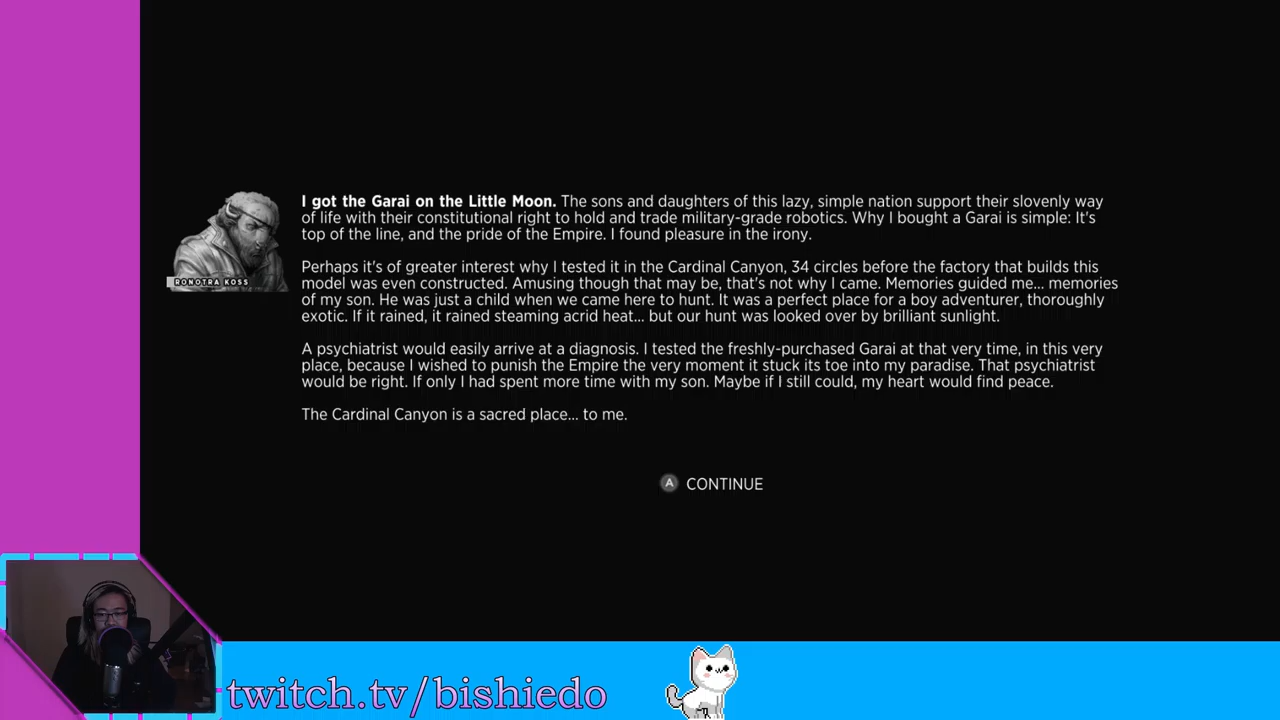 I got the Garai on the Little Moon. The sons and daughters of this lazy, simple nation support their slovenly way
of life with their constitutional right to hold and trade military-grade robotics. Why I bought a Garai is simple: It's
top of the line, and the pride of the Empire. I found pleasure in the irony.
Perhaps it's of greater interest why I tested it in the Cardinal Canyon, 34 circles before the factory that builds this
model was even constructed. Amusing though that may be, that's not why I came. Memories guided me... memories
of my son. He was just a child when we came here to hunt. It was a perfect place for a boy adventurer, thoroughly
exotic. If it rained, it rained steaming acrid heat... but our hunt was looked over by brilliant sunlight.
RONOTRA KOSS
A psychiatrist would easily arrive at a diagnosis. I tested the freshly-purchased Garai at that very time, in this very
place, because I wished to punish the Empire the very moment it stuck its toe into my paradise. That psychiatrist
would be right. If only I had spent more time with my son. Maybe if I still could, my heart would find peace.
The Cardinal Canyon is a sacred place... to me.
A CONTINUE
twitch.tv/bishiedo